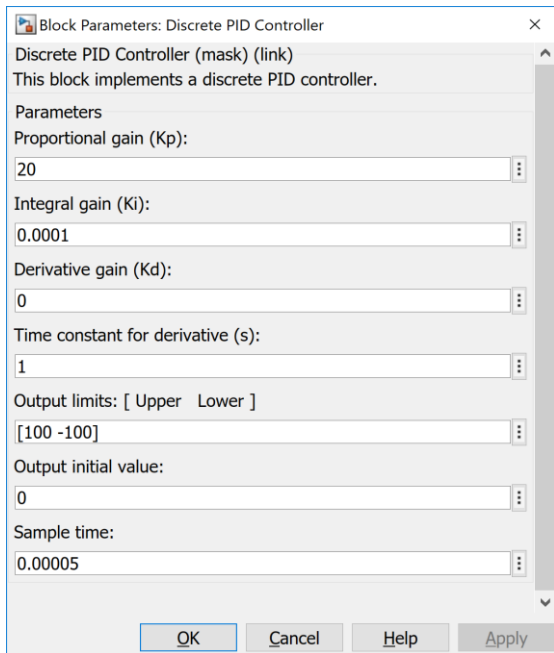 Block Parameters: Discrete PID Controller
Discrete PID Controller (mask) (link)
This block implements a discrete PID controller.
Parameters
Proportional gain (Kp):
20
Integral gain (Ki):
0.0001
Derivative gain (Kd):
0
Time constant for derivative (s):
1
Output limits: [ Upper   Lower ]
[100 -100]
Output initial value:
0
Sample time:
0.00005
OK Cancel Help Apply